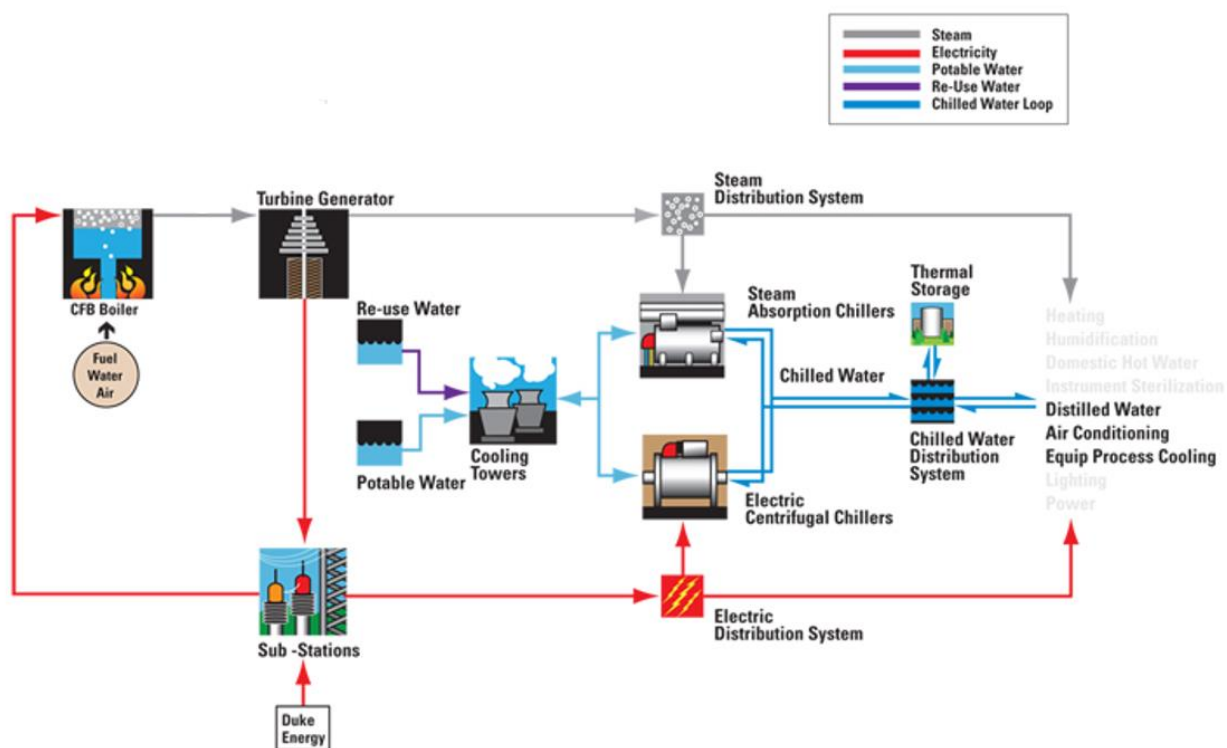 Steam
Electricity
Potable Water
Re-Use Water
Chilled Water Loop
Turbine Generator
Steam
Distribution System
CFB Boiler
Fuel
Water
Air
Re-use Water
Potable Water
Cooling
Towers
Steam
Absorption Chillers
Thermal
Storage
Chilled Water
Chilled Water
Distribution
System
Electric
Centrifugal Chillers
Heating
Humidification
Domestic Hot Water
Instrument Sterilization
Distilled Water
Air Conditioning
Equip Process Cooling
Lighting
Power
Sub -Stations
Electric
Distribution System
Duke
Energy